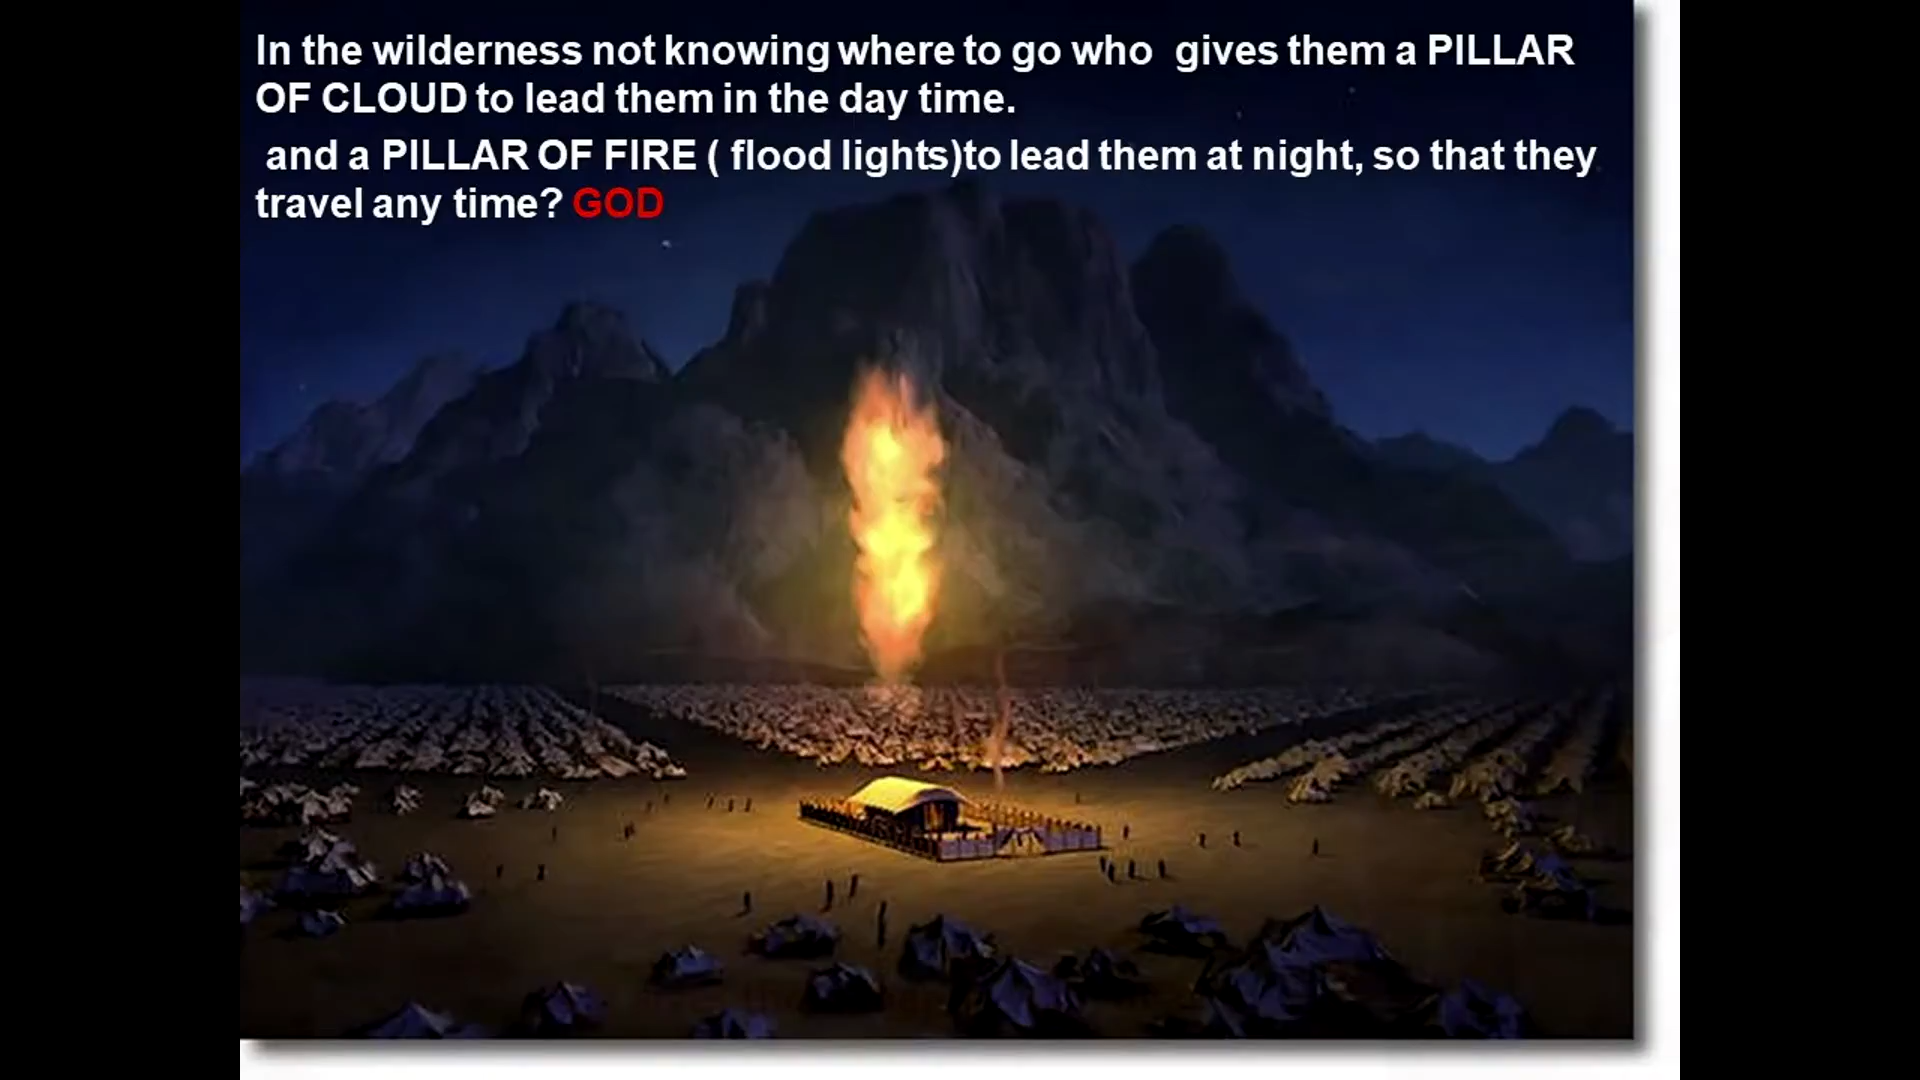 In the wilderness not knowing where to go who  gives them a PILLAR
OF CLOUD to lead them in the day time.
and a PILLAR OF FIRE ( flood lights)to lead them at night, so that they
travel any time? GOD